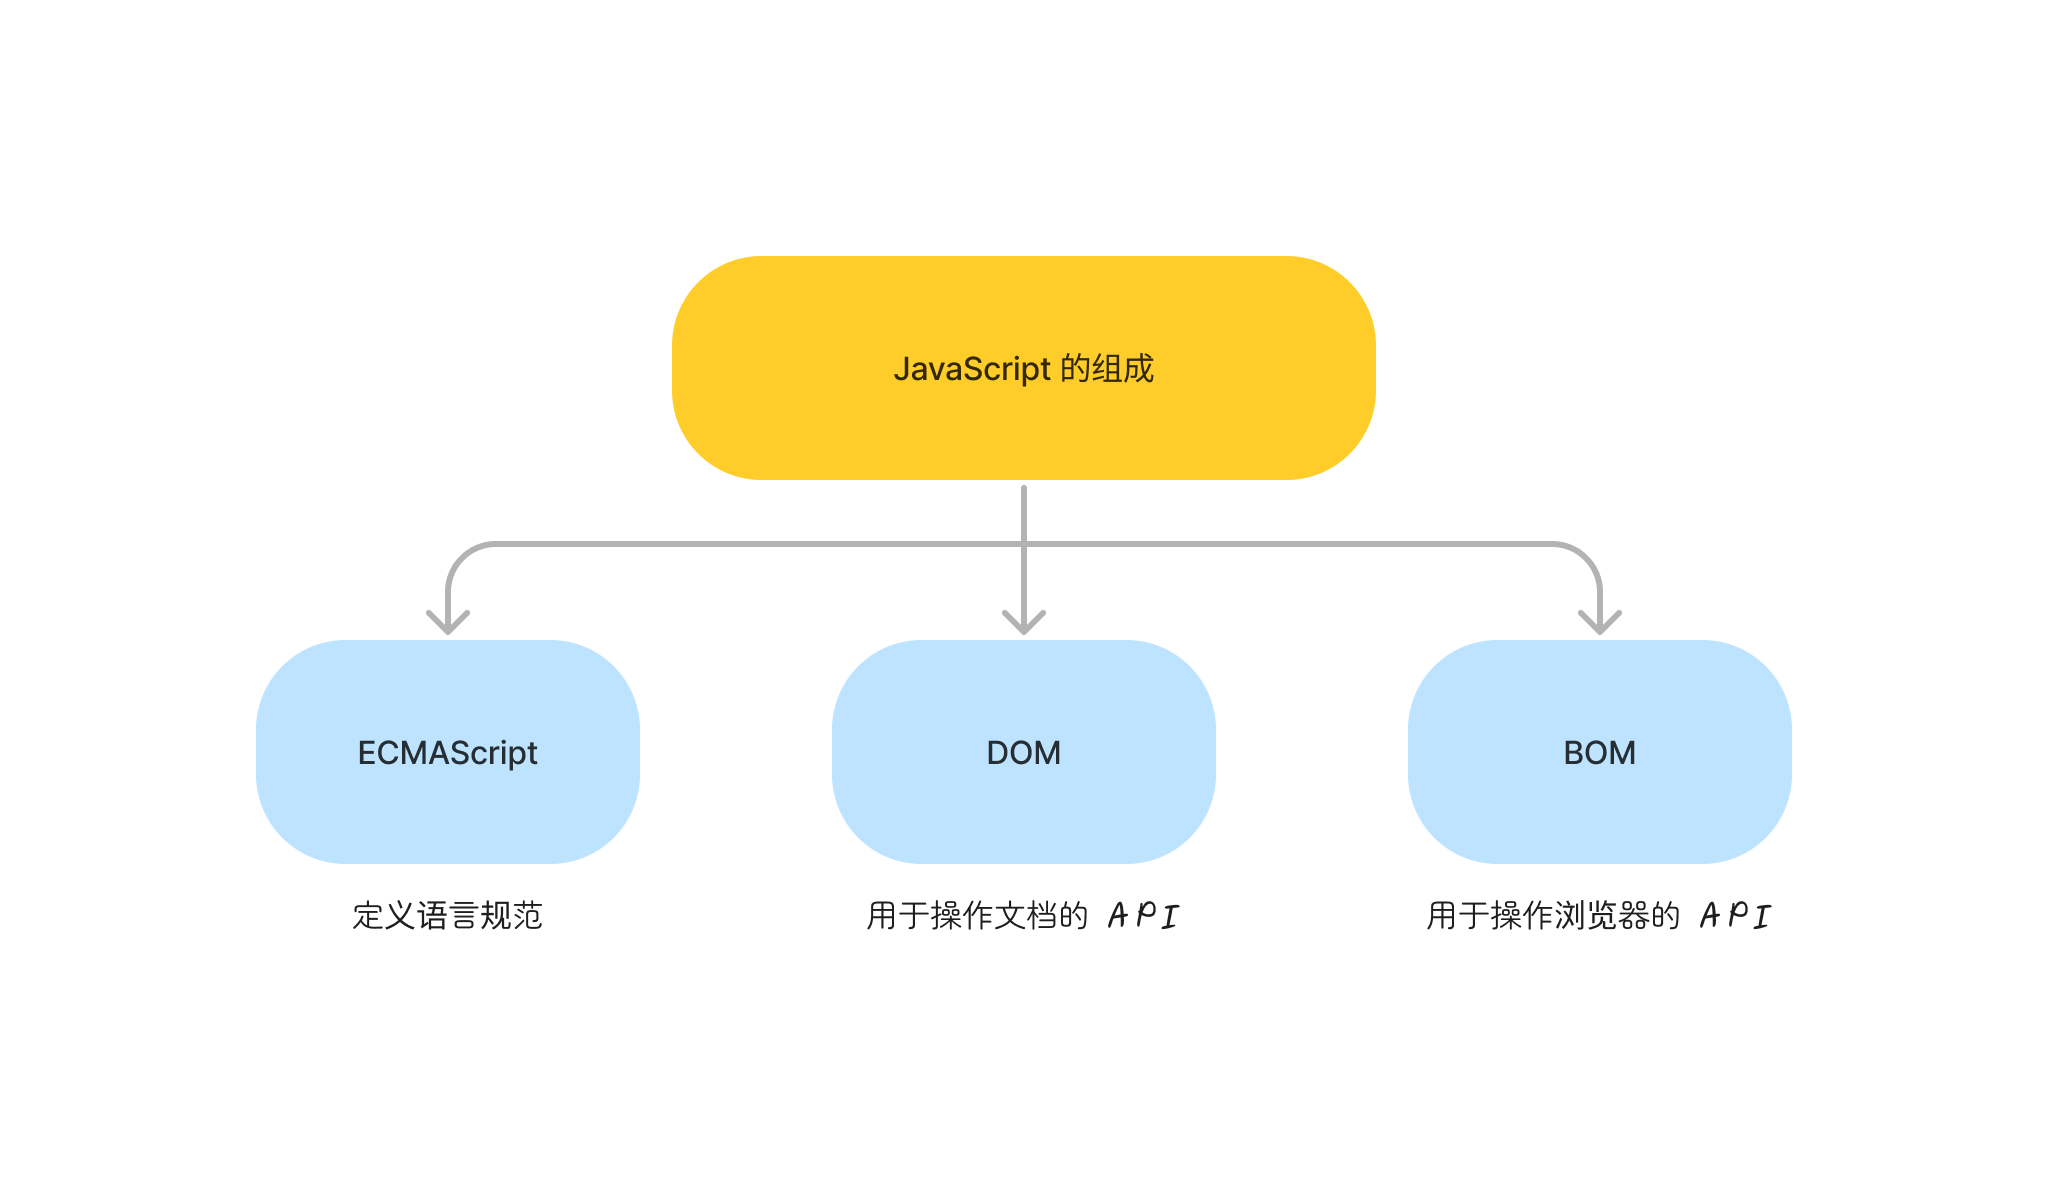 JavaScript 的组成
ECMAScript
DOM
BOM
定义语言规范
用于操作文档的 API
用于操作浏览器的 API